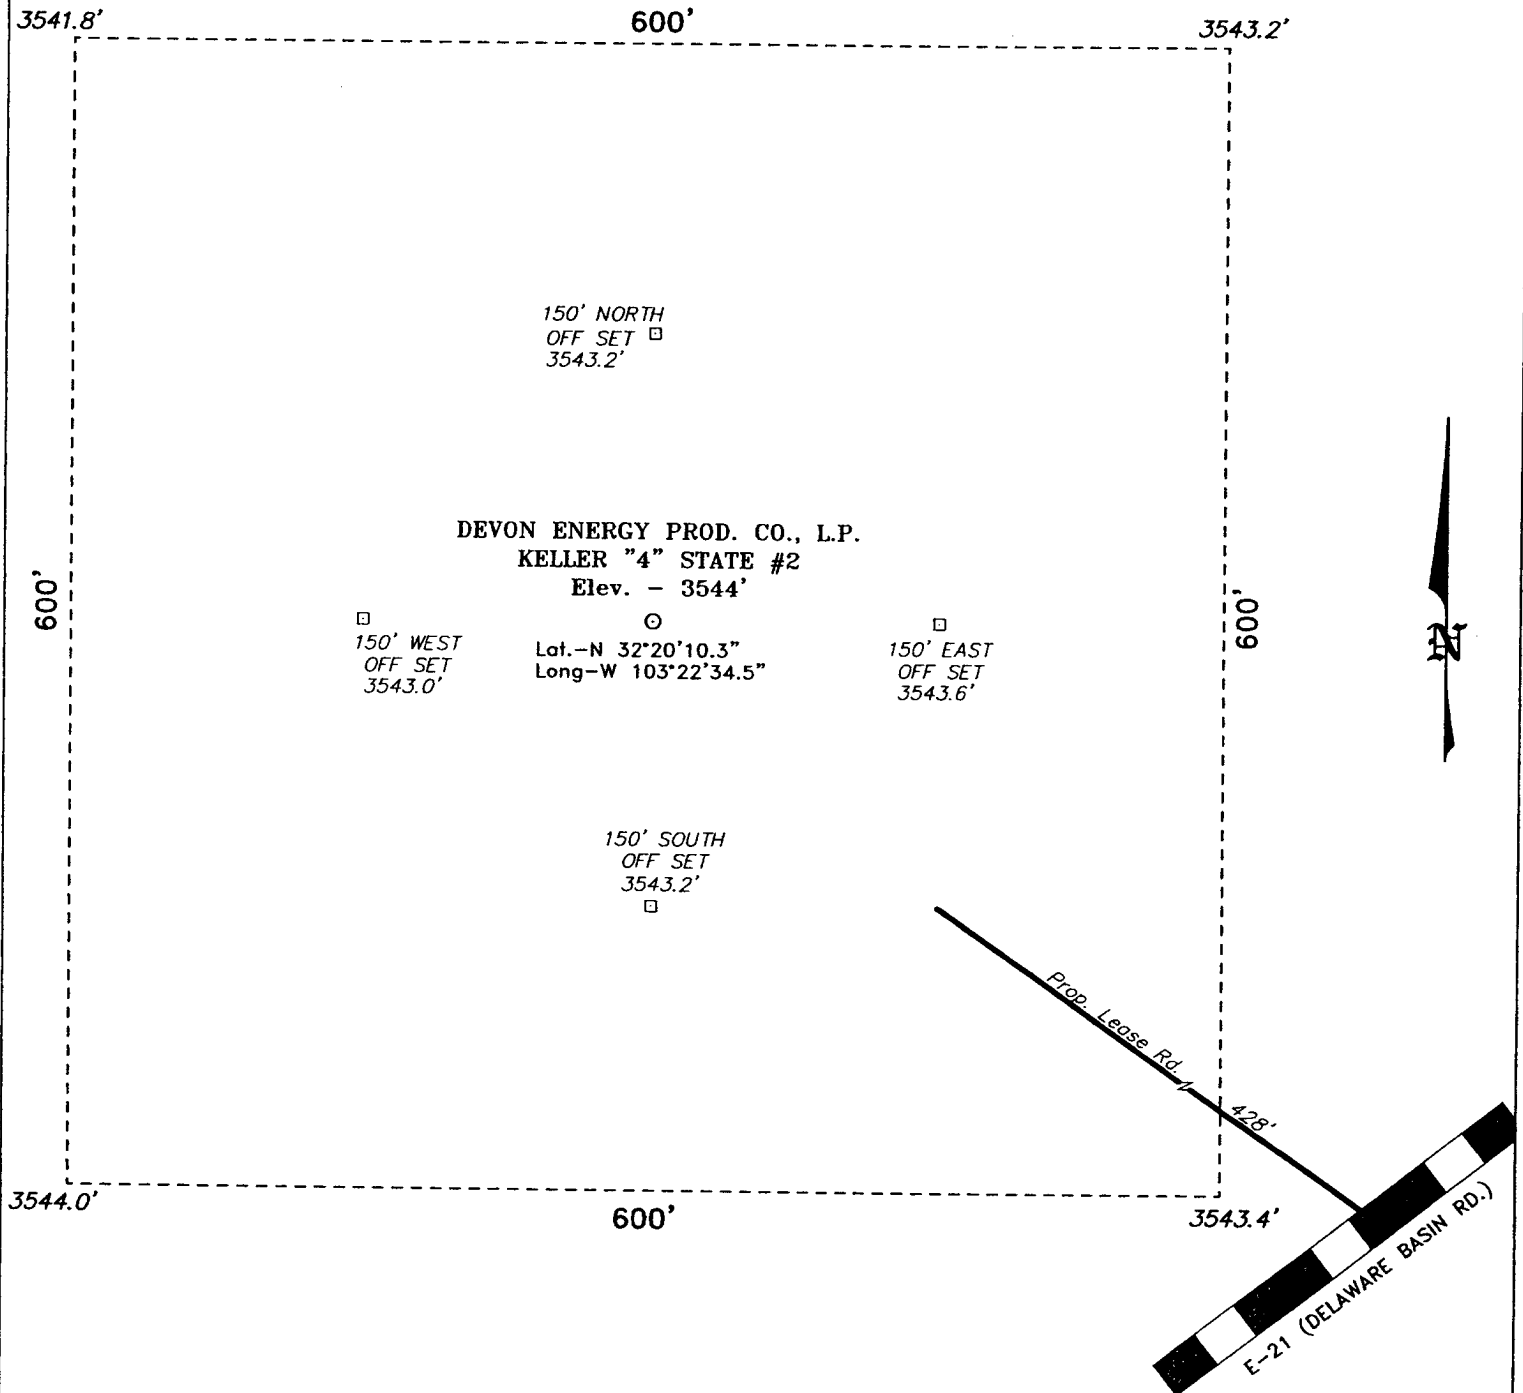 3541.8'
600'
3543.2'
150' NORTH
OFF SET
3543.2'
DEVON ENERGY PROD. CO., L.P.
KELLER "4" STATE #2
Elev. - 3544'
600'
600'
150' WEST
OFF SET
3543.0'
Lat.-N 32°20'10.3"
Long-W 103°22'34.5"
150' EAST
OFF SET
3543.6'
N
150' SOUTH
OFF SET
3543.2'
Prop. Lease Rd.
428'
3544.0'
600'
3543.4'
E-21 (DELAWARE BASIN RD.)